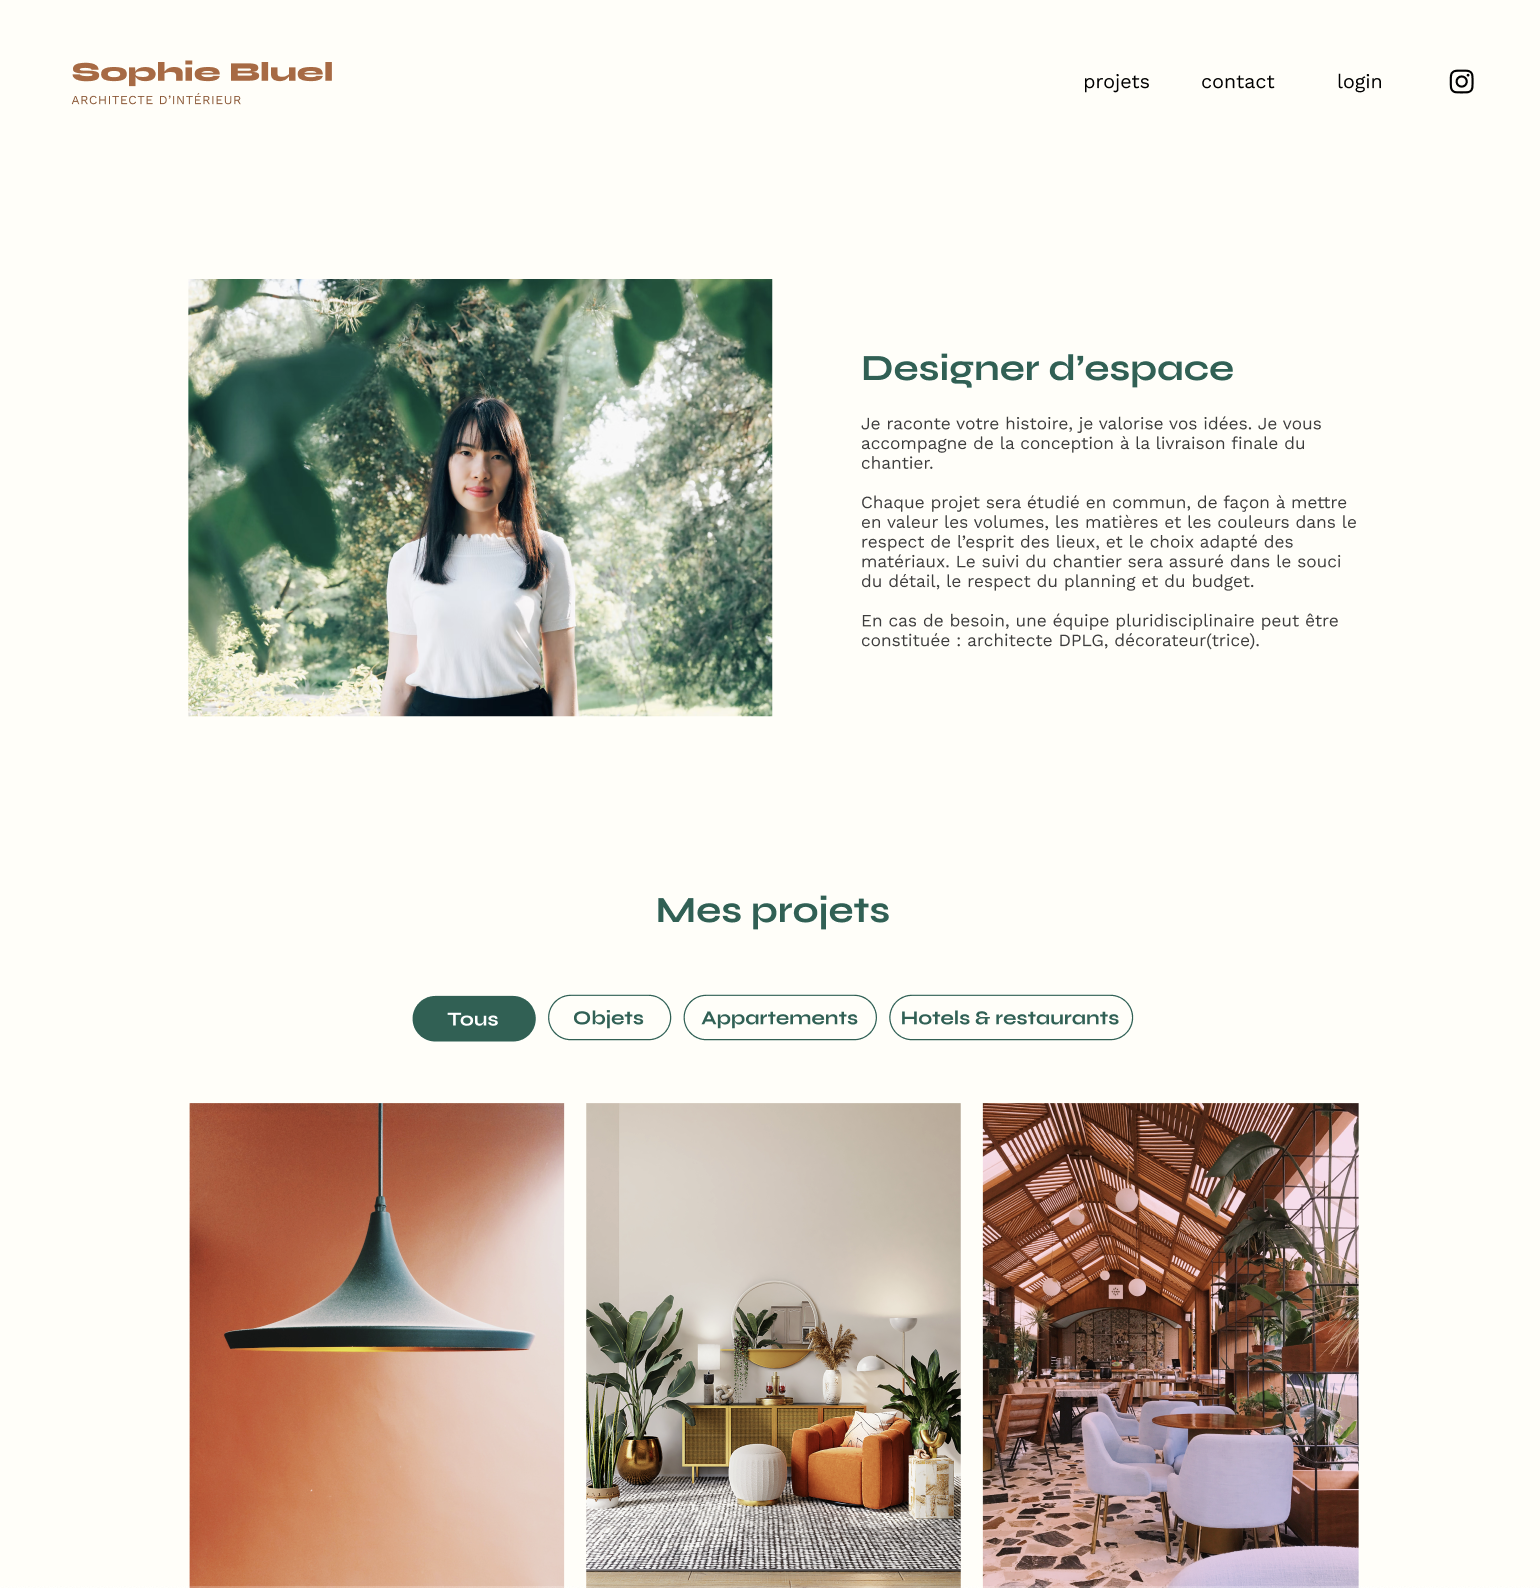 Sophie Bluel
ARCHITECTE D'INTÉRIEUR
projets
contact
login
Designer d’espace
Je raconte votre histoire, je valorise vos idées. Je vous
accompagne de la conception à la livraison finale du
chantier.
Chaque projet sera étudié en commun, de façon à mettre
en valeur les volumes, les matières et les couleurs dans le
respect de l’esprit des lieux, et le choix adapté des
matériaux. Le suivi du chantier sera assuré dans le souci
du détail, le respect du planning et du budget.
En cas de besoin, une équipe pluridisciplinaire peut être
constituée : architecte DPLG, décorateur(trice).
Mes projets
Tous
Objets
Appartements
Hotels & restaurants